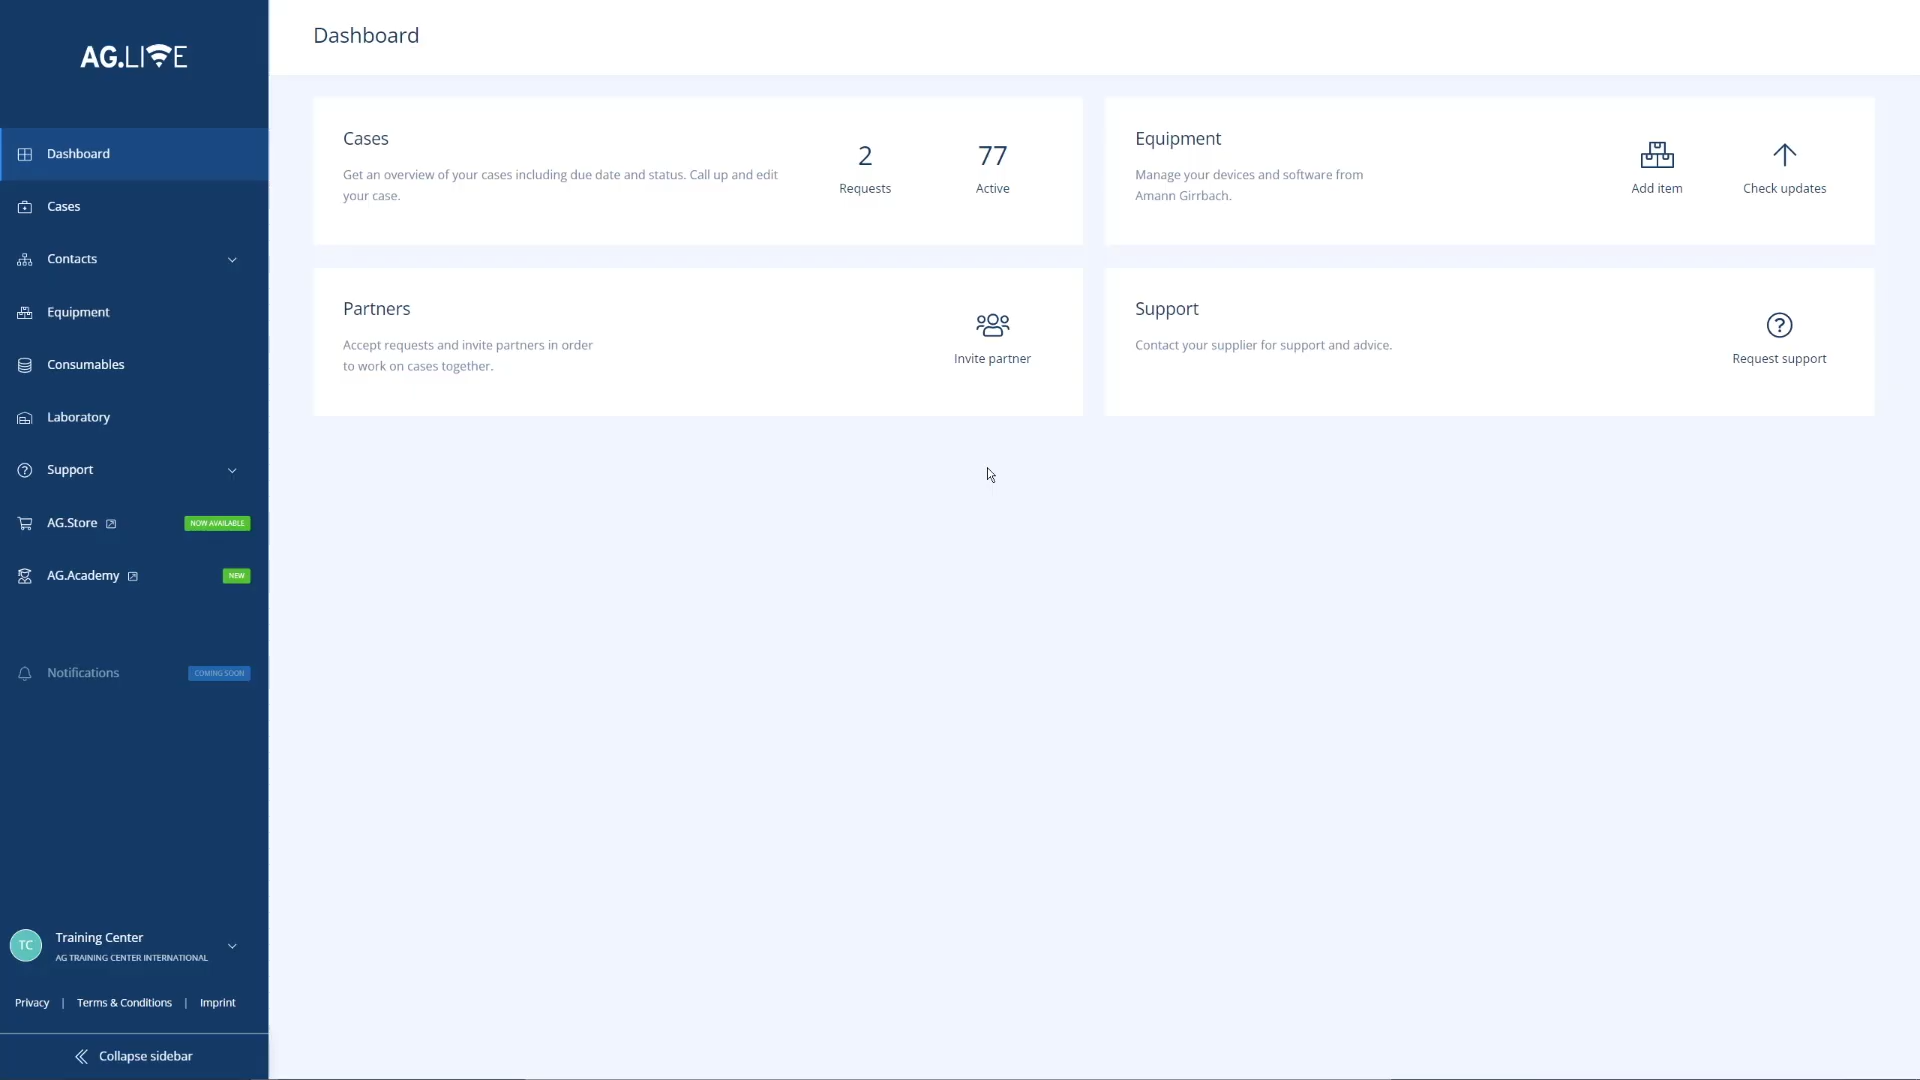 AG.LIVE
Dashboard
Cases
Contacts
Equipment
Consumables
Laboratory
Support
AG.Store
NOW AVAILABLE
AG.Academy
NEW
Notifications
COMING SOON
TC
Training Center
AG TRAINING CENTER INTERNATIONAL
Privacy | Terms & Conditions | Imprint
Collapse sidebar
Dashboard
Cases
Get an overview of your cases including due date and status. Call up and edit
your case.
2
Requests
77
Active
Equipment
Manage your devices and software from
Amann Girrbach.
Add item
Check updates
Partners
Accept requests and invite partners in order
to work on cases together.
Invite partner
Support
Contact your supplier for support and advice.
Request support